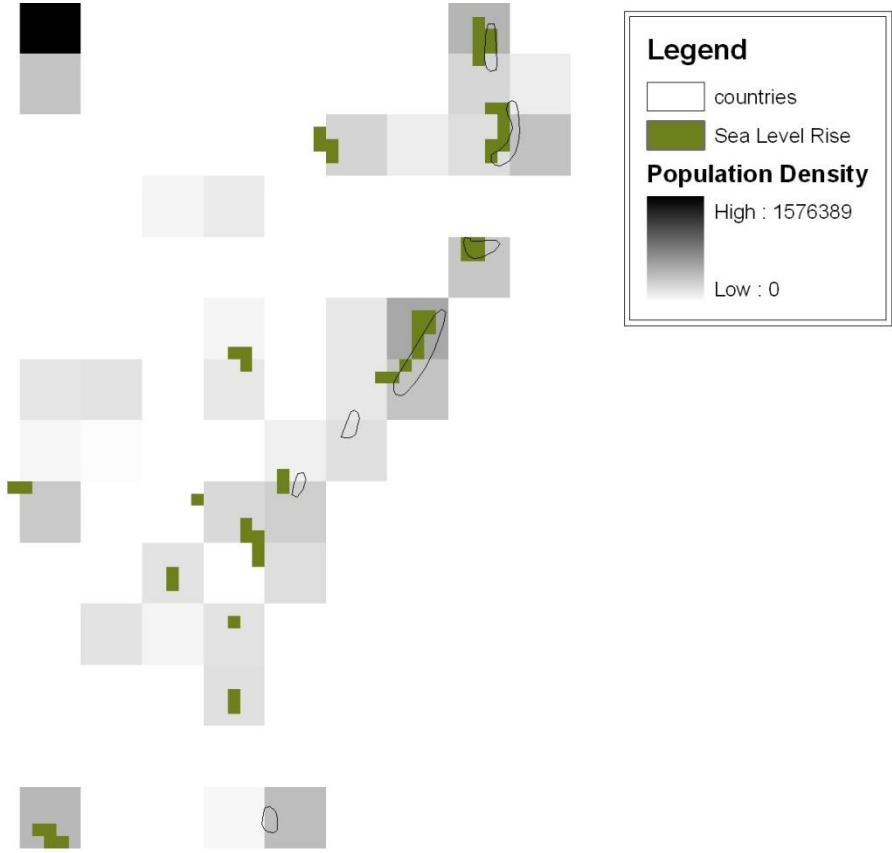 Legend
countries
Sea Level Rise
Population Density
High : 1576389
Low : 0